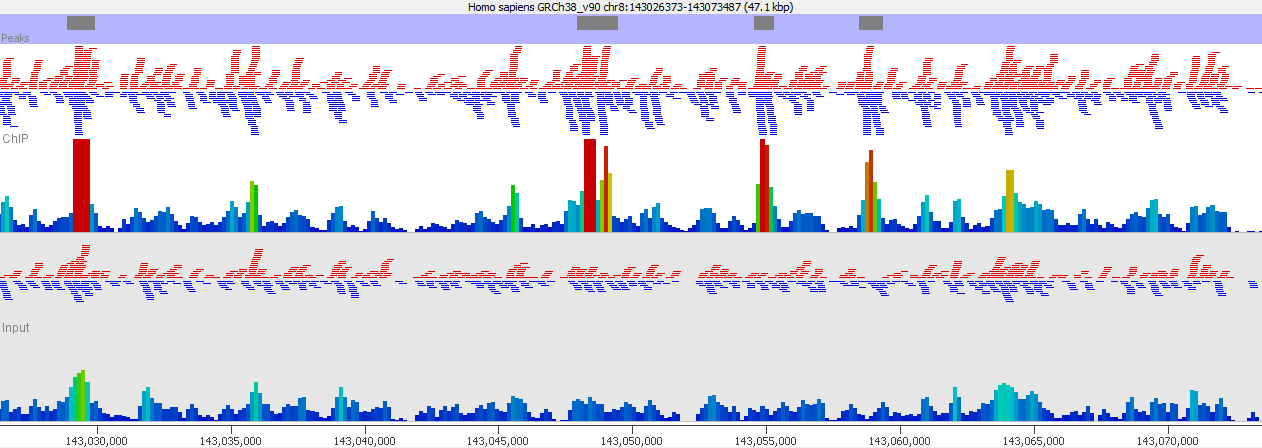 Homo sapiens GRCh38_v90 chr8:143026373-143073487 (47.1 kbp)
Peaks
ChIP
Input
143,030,000 143,035,000 143,040,000 143,045,000 143,050,000 143,055,000 143,060,000 143,065,000 143,070,000